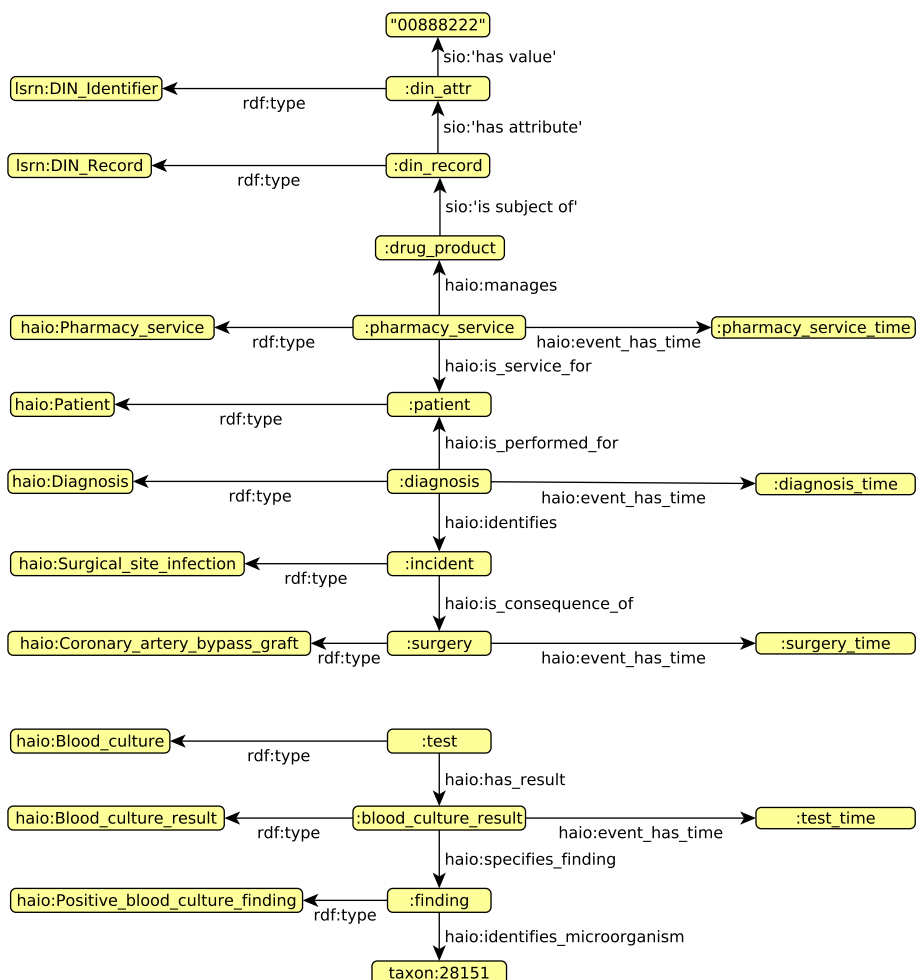 "00888222"
sio:'has value'
lsrn:DIN_Identifier
:din_attr
rdf:type
sio:'has attribute'
lsrn:DIN_Record
:din_record
rdf:type
sio:'is subject of'
:drug_product
haio:manages
haio:Pharmacy_service
:pharmacy_service
:pharmacy_service_time
rdf:type
haio:event_has_time
haio:is_service_for
haio:Patient
:patient
rdf:type
haio:is_performed_for
haio:Diagnosis
:diagnosis
:diagnosis_time
rdf:type
haio:event_has_time
haio:identifies
haio:Surgical_site_infection
:incident
rdf:type
haio:is_consequence_of
haio:Coronary_artery_bypass_graft
:surgery
:surgery_time
rdf:type
haio:event_has_time
haio:Blood_culture
:test
rdf:type
haio:has_result
haio:Blood_culture_result
:blood_culture_result
:test_time
rdf:type
haio:event_has_time
haio:specifies_finding
haio:Positive_blood_culture_finding
:finding
rdf:type
haio:identifies_microorganism
taxon:28151